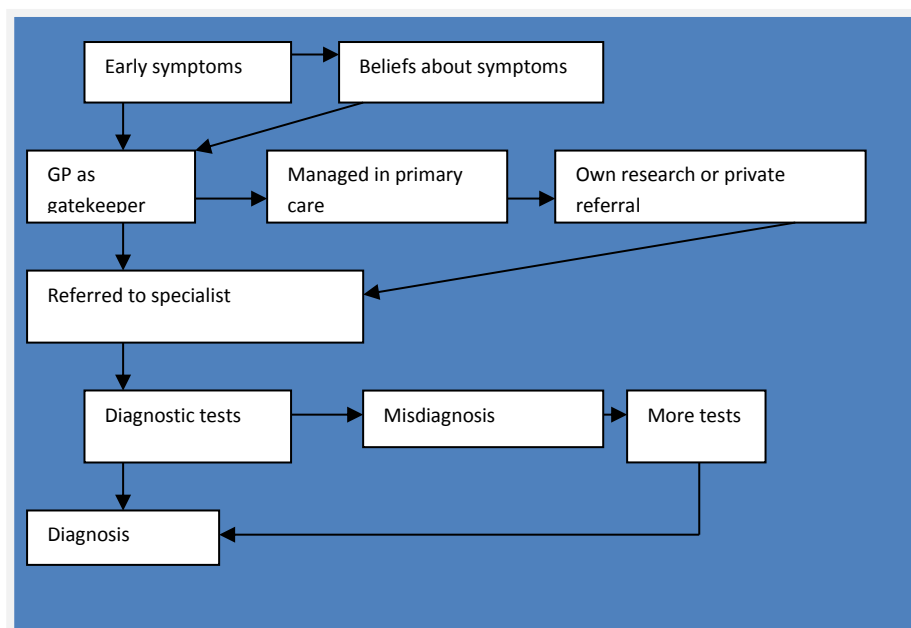 Early symptoms
Beliefs about symptoms
GP as
gatekeeper
Managed in primary
care
Own research or private
referral
Referred to specialist
Diagnostic tests
Misdiagnosis
More tests
Diagnosis